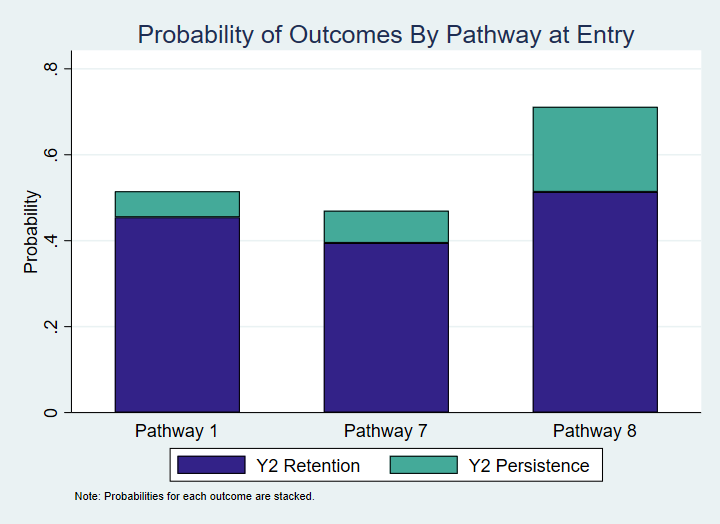 Probability of Outcomes By Pathway at Entry
Probability
.8
.6
.4
.2
0
Pathway 1 Pathway 7 Pathway 8
Y2 Retention Y2 Persistence
Note: Probabilities for each outcome are stacked.